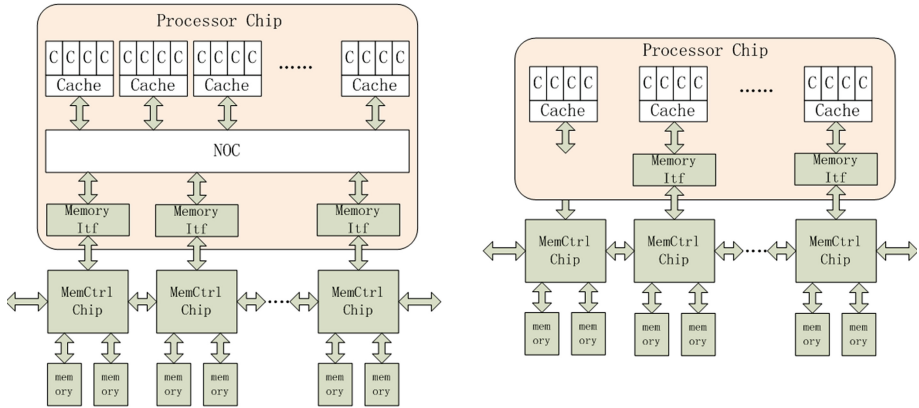 Processor Chip
C C C C C C C C C C C C ...... C C C C
Cache Cache Cache Cache
NOC
Memory Memory Memory
Itf Itf Itf
MemCtrl MemCtrl .... MemCtrl
Chip Chip Chip
mem mem mem mem mem mem
ory ory ory ory ory ory
Processor Chip
C C C C C C C C ...... C C C C
Cache Cache Cache
Memory Memory
Itf Itf
MemCtrl MemCtrl .... MemCtrl
Chip Chip Chip
mem mem mem mem mem mem
ory ory ory ory ory ory